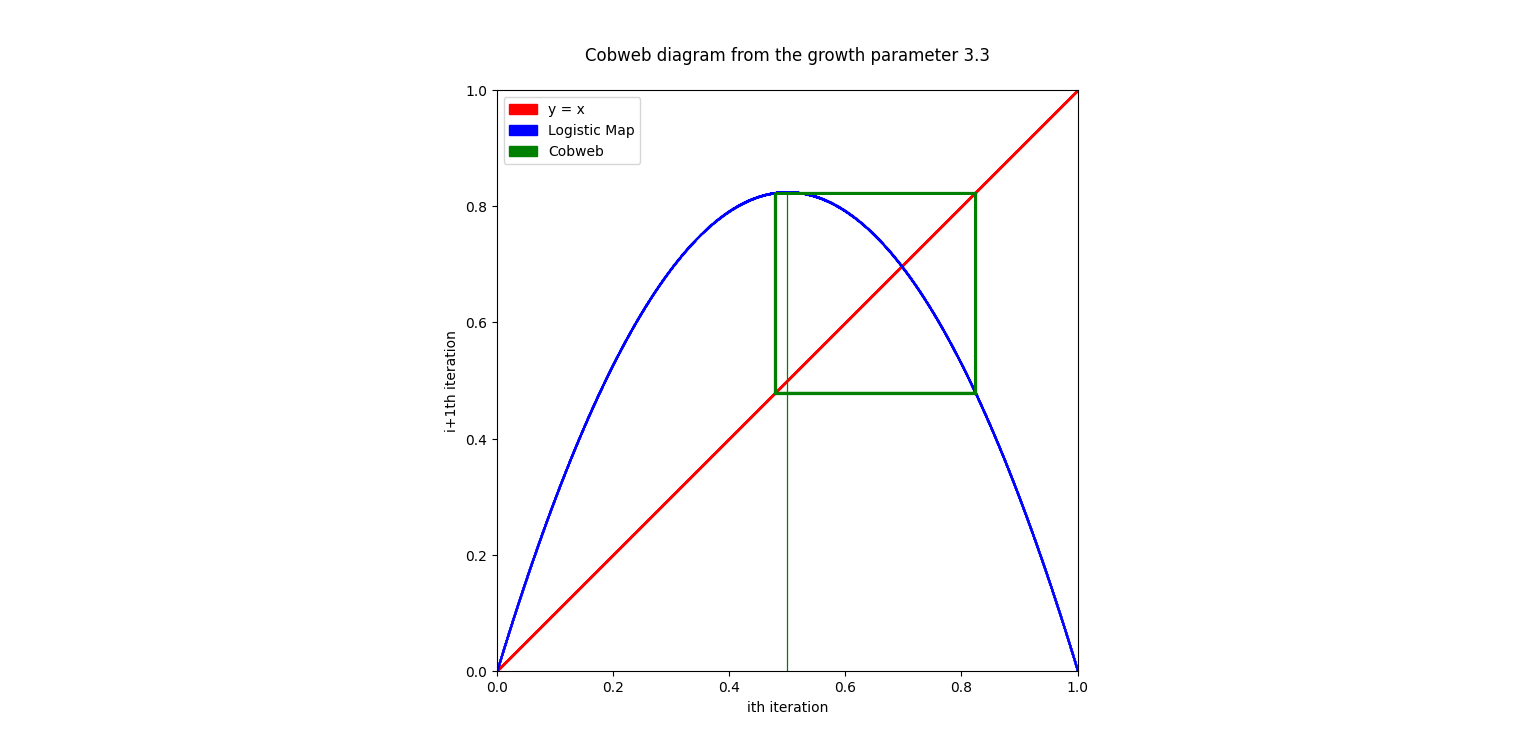 Cobweb diagram from the growth parameter 3.3
1.0
y = x
Logistic Map
Cobweb
0.8
0.6
i+1th iteration
0.4
0.2
0.0
0.0 0.2 0.4 0.6 0.8 1.0
ith iteration